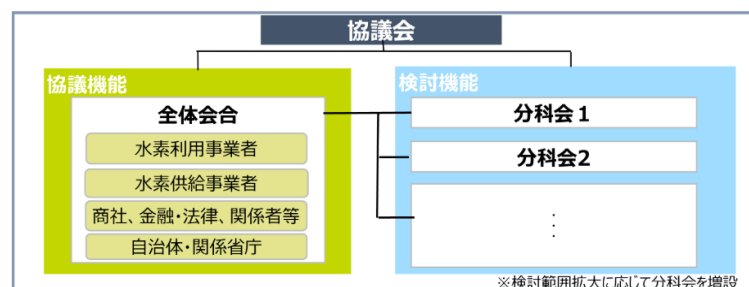 協議会
協議機能
全体会合
水素利用事業者
水素供給事業者
商社、金融・法律、関係者等
自治体・関係省庁
検討機能
分科会1
分科会2
⋮
※検討範囲拡大に応じて分科会を増設